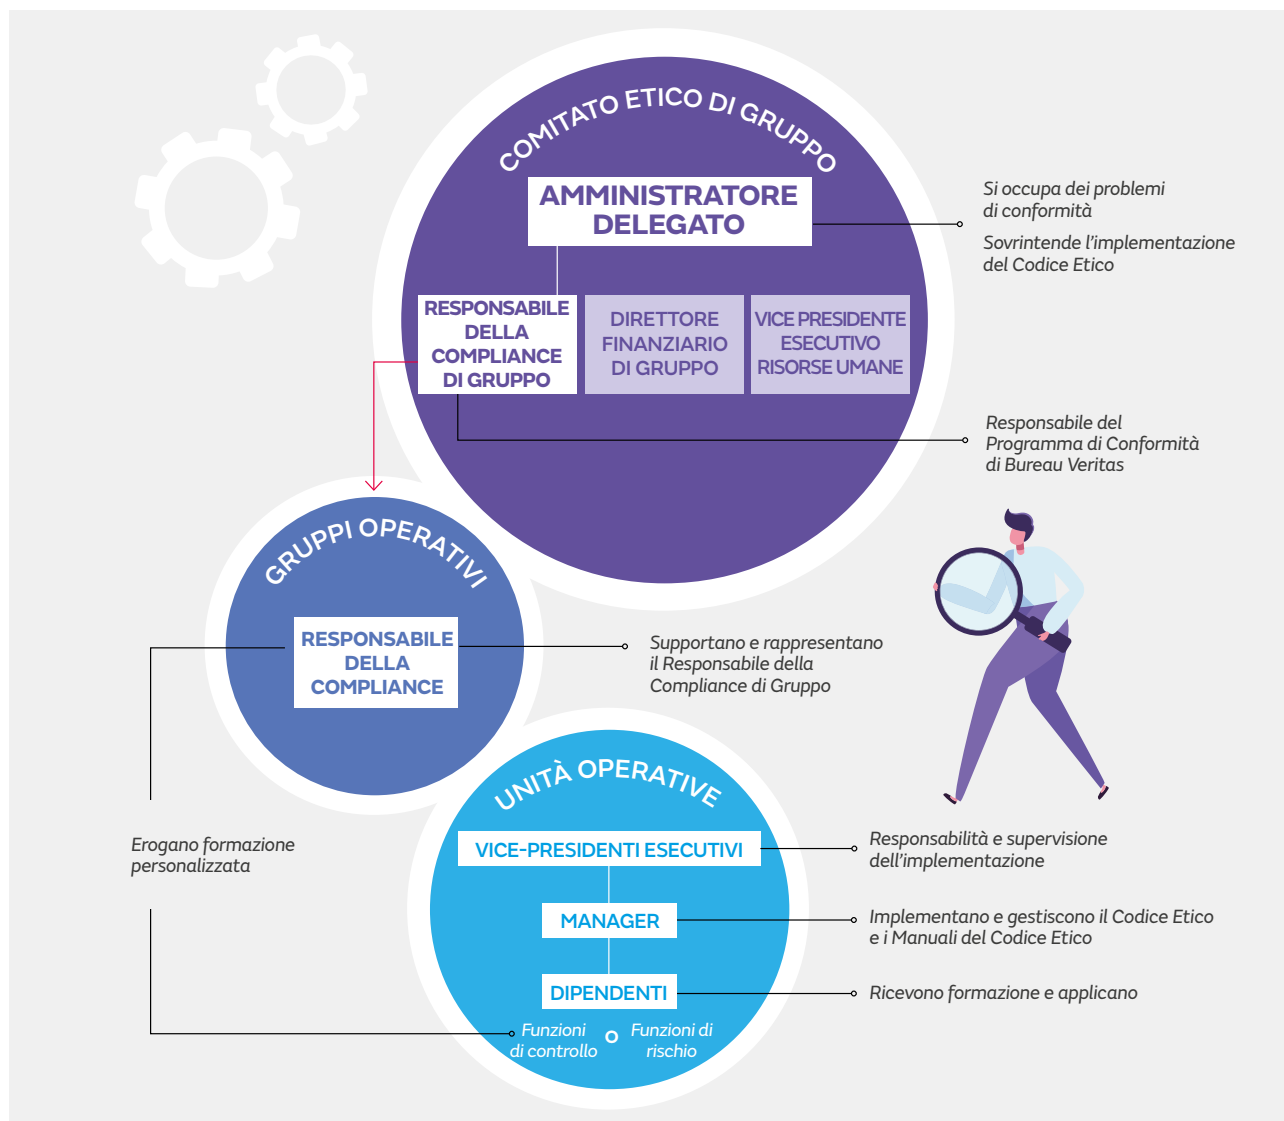 COMITATO ETICO DI GRUPPO
AMMINISTRATORE
DELEGATO
Si occupa dei problemi
di conformità
Sovrintende l’implementazione
del Codice Etico
RESPONSABILE
DELLA
COMPLIANCE
DI GRUPPO
DIRETTORE
FINANZIARIO
DI GRUPPO
VICE PRESIDENTE
ESECUTIVO
RISORSE UMANE
Responsabile del
Programma di Conformità
di Bureau Veritas
GRUPPI OPERATIVI
RESPONSABILE
DELLA
COMPLIANCE
Supportano e rappresentano
il Responsabile della
Compliance di Gruppo
Erogano formazione
personalizzata
UNITÀ OPERATIVE
VICE-PRESIDENTI ESECUTIVI
Responsabilità e supervisione
dell’implementazione
MANAGER
Implementano e gestiscono il Codice Etico
e i Manuali del Codice Etico
DIPENDENTI
Ricevono formazione e applicano
Funzioni
di controllo
O
Funzioni di
rischio